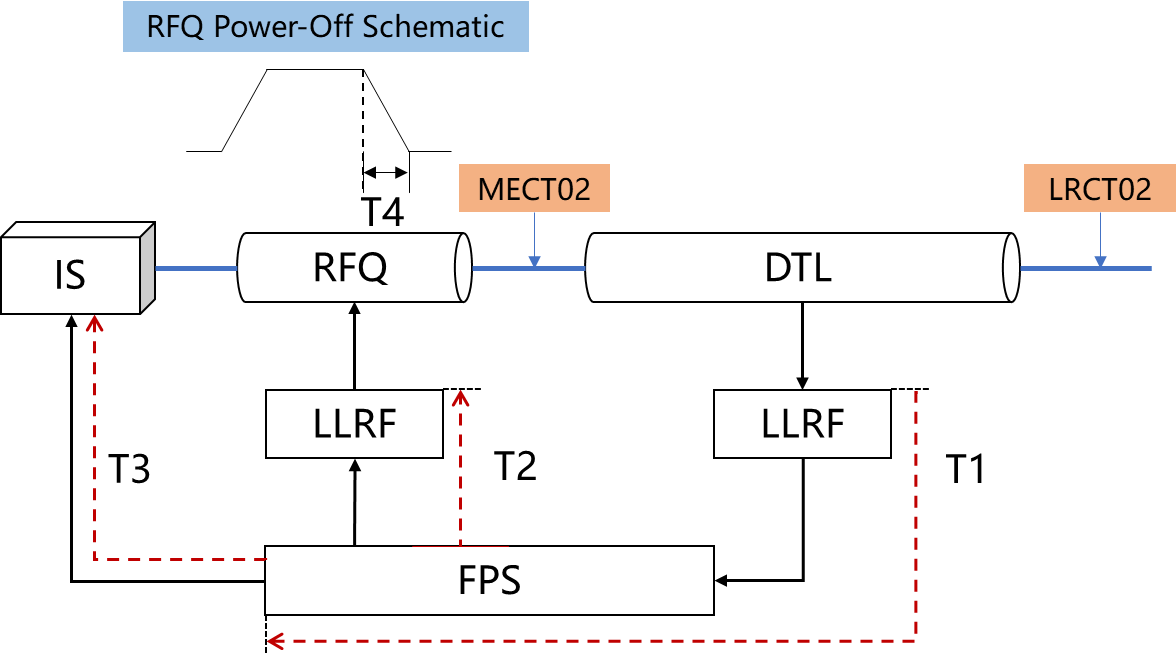 RFQ Power-Off Schematic
MECT02
LRCT02
T4
IS
RFQ
DTL
LLRF
LLRF
T3
T2
T1
FPS